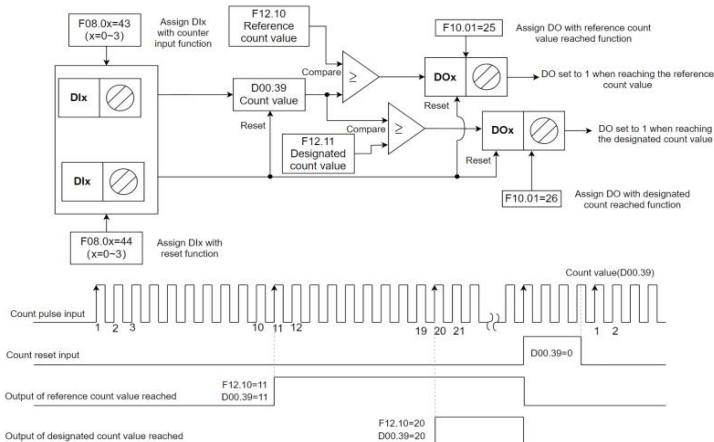 F08.0x=43
(x=0~3)
Assign DIx
with counter
input function
F12.10
Reference
count value
F10.01=25
Assign DO with reference count
value reached function
DIx
D00.39
Count value
Compare
≥
DOx
DO set to 1 when reaching the reference
count value
Reset
Reset
Compare
≥
F12.11
Designated
count value
DOx
DO set to 1 when reaching
the designated count value
Reset
DIx
F10.01=26
Assign DO with designated
count reached function
F08.0x=44
(x=0~3)
Assign DIx with
reset function
Count value(D00.39)
Count pulse input
1 2 3 10 11 12 19 20 21 1 2
Count reset input
D00.39=0
F12.10=11
Output of reference count value reached
D00.39=11
F12.10=20
Output of designated count value reached
D00.39=20